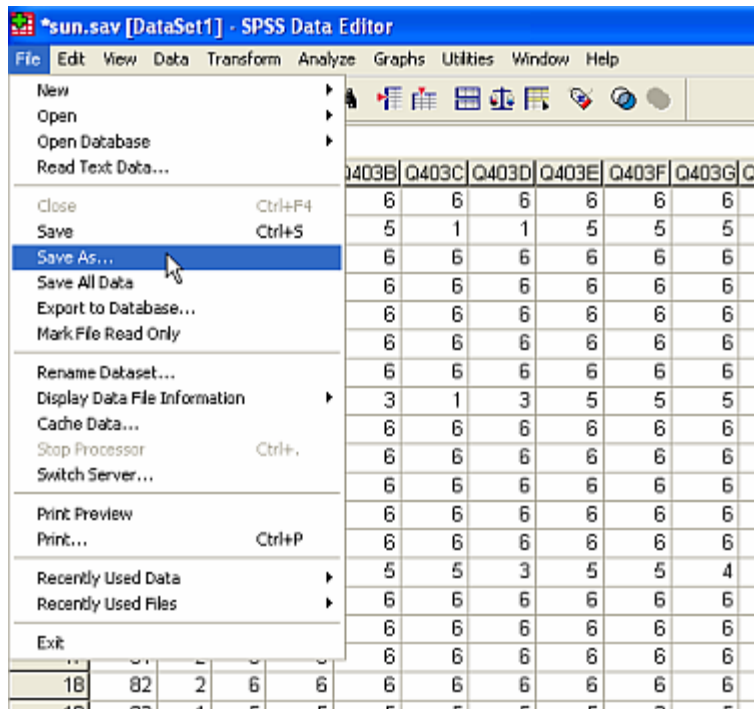 *sun.sav [DataSet1] - SPSS Data Editor
File Edit View Data Transform Analyze Graphs Utilities Window Help
New
Open
Open Database
Read Text Data...
Close Ctrl+F4
Save Ctrl+S
Save As...
Save All Data
Export to Database...
Mark File Read Only
Rename Dataset...
Display Data File Information
Cache Data...
Stop Processor Ctrl+.
Switch Server...
Print Preview
Print... Ctrl+P
Recently Used Data
Recently Used Files
Exit
Q403C Q403D Q403E Q403F Q403G
6 6 6 6 6 6
5 1 1 5 5 5
6 6 6 6 6 6
6 6 6 6 6 6
6 6 6 6 6 6
6 6 6 6 6 6
6 6 6 6 6 6
3 1 3 5 5 5
6 6 6 6 6 6
6 6 6 6 6 6
6 6 6 6 6 6
6 6 6 6 6 6
6 6 6 6 6 6
5 5 3 5 5 4
6 6 6 6 6 6
6 6 6 6 6 6
6 6 6 6 6 6
18 82 2 6 6 6 6 6 6 6 6